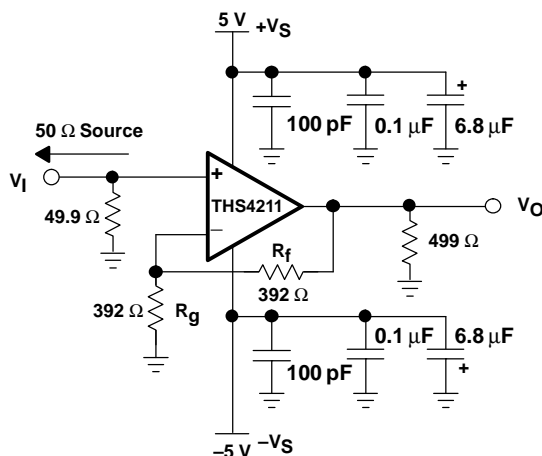 5 V +VS
100 pF 0.1 μF 6.8 μF
+
50 Ω Source
VI
+
THS4211
−
49.9 Ω
VO
Rf
392 Ω
499 Ω
392 Ω Rg
100 pF 0.1 μF 6.8 μF
+
−5 V −VS